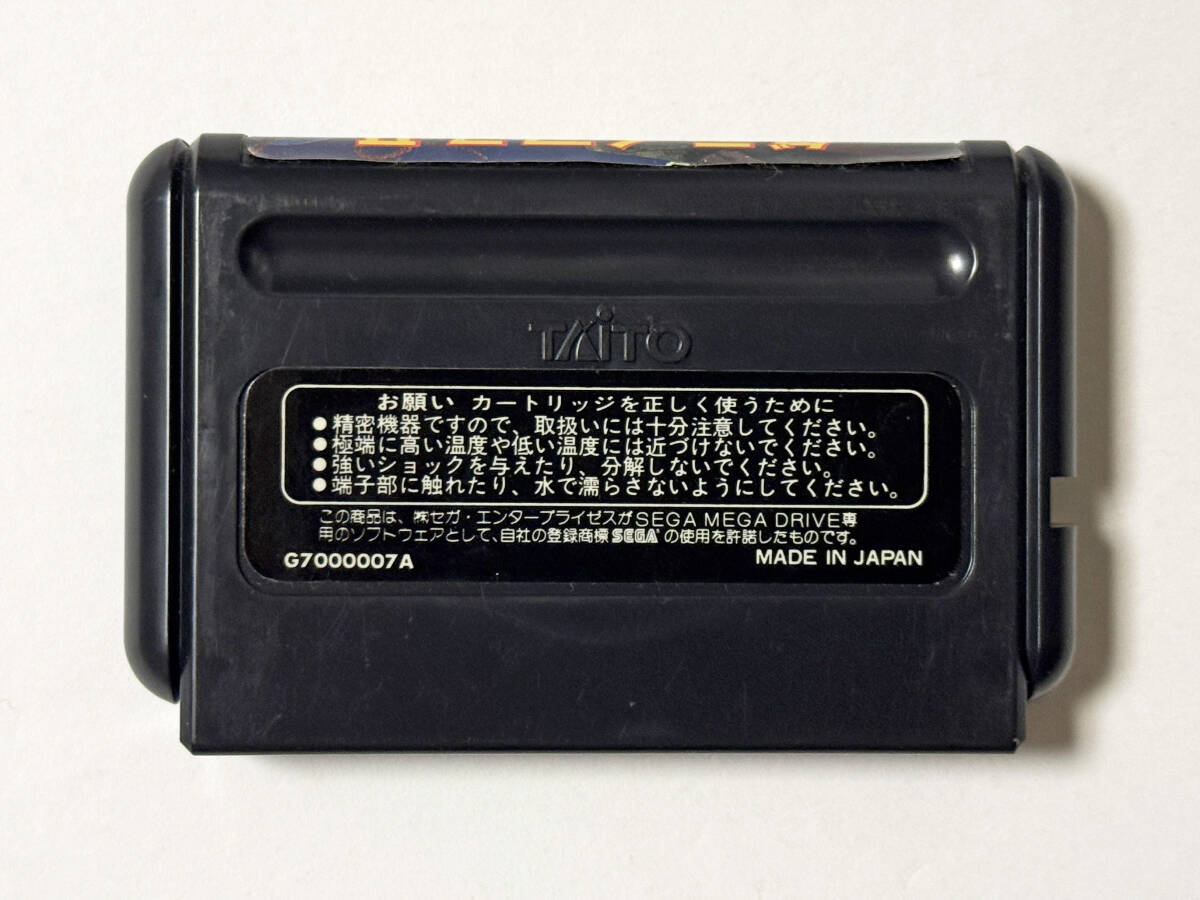 TAITO
お願い カートリッジを正しく使うために
●精密機器ですので、取扱いには十分注意してください。
●極端に高い温度や低い温度には近づけないでください。
●強いショックを与えたり、分解しないでください。
●端子部に触れたり、水で濡らさないようにしてください。
この商品は、㈱セガ・エンタープライゼスがSEGA MEGA DRIVE専
用のソフトウェアとして、自社の登録商標SEGAの使用を許諾したものです。
G7000007A MADE IN JAPAN